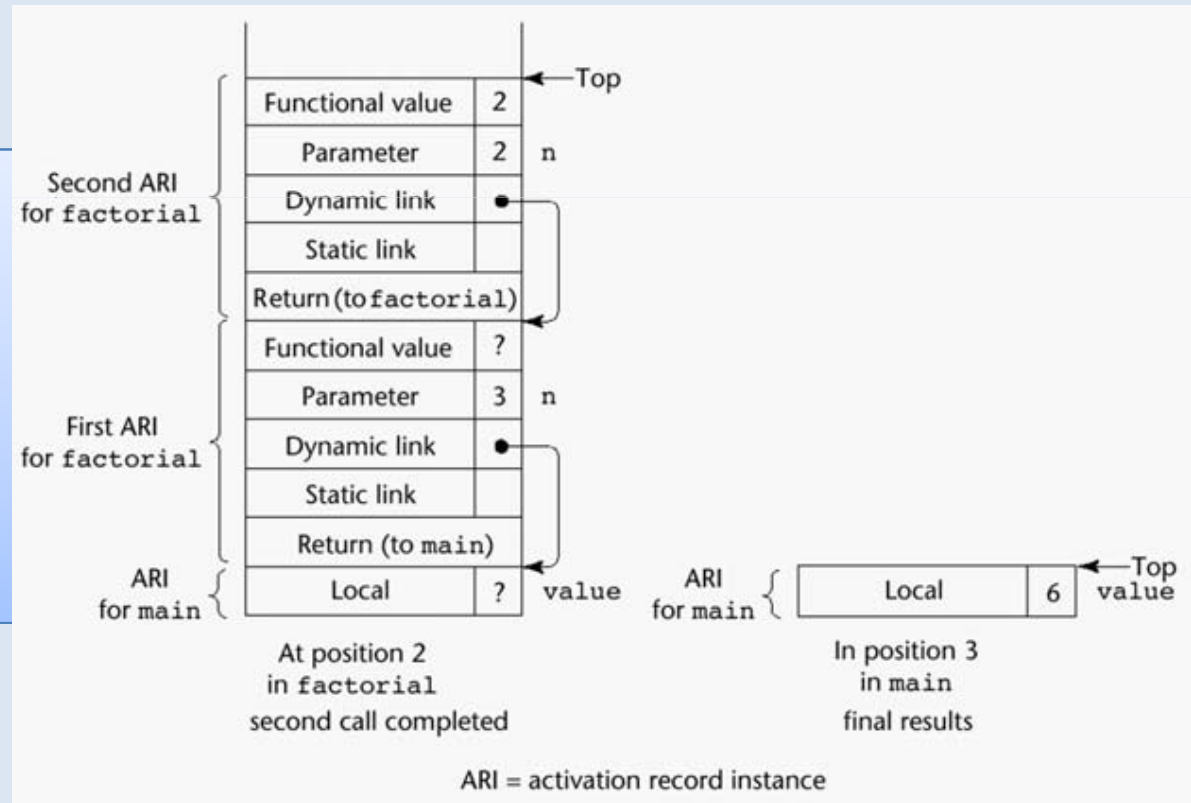 Top
Functional value 2
Parameter 2 n
Second ARI
for factorial
Dynamic link
Static link
Return (to factorial)
Functional value ?
Parameter 3 n
First ARI
for factorial
Dynamic link
Static link
Return (to main)
ARI
for main
Local ? value
At position 2
in factorial
second call completed
ARI
for main
Local 6
Top
value
In position 3
in main
final results
ARI = activation record instance